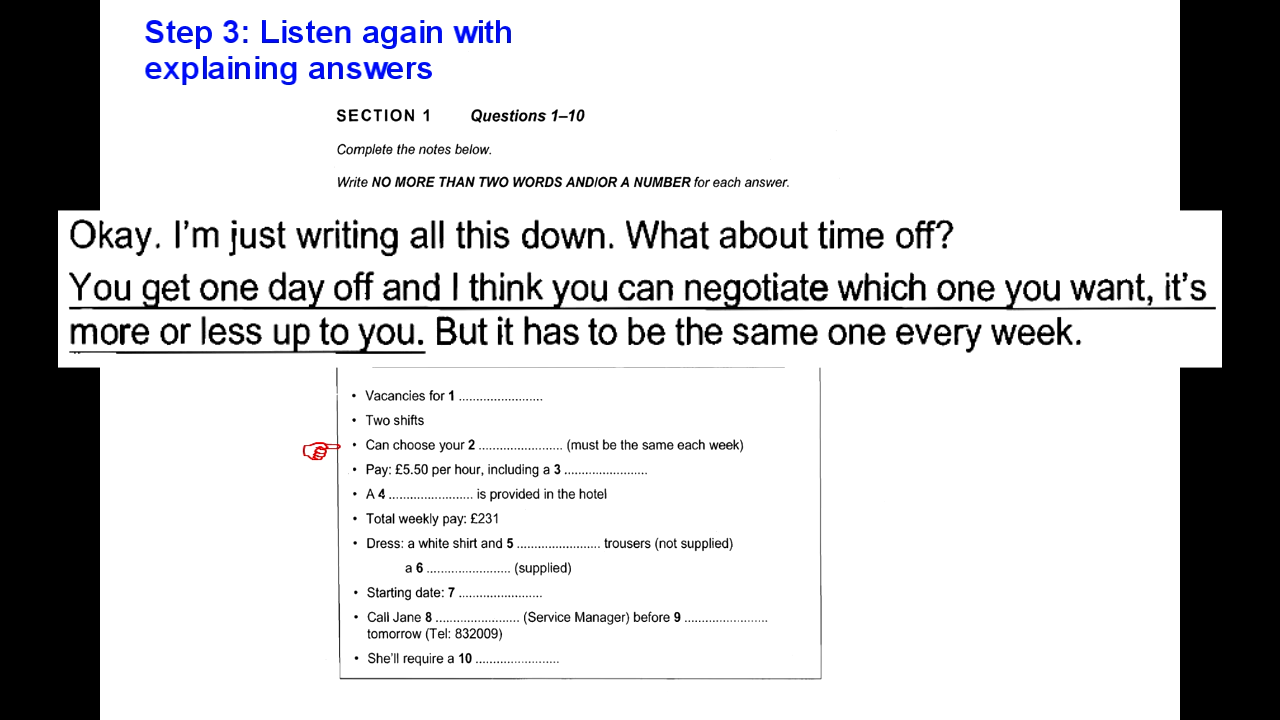 Step 3: Listen again with
explaining answers
SECTION 1 Questions 1–10
Complete the notes below.
Write NO MORE THAN TWO WORDS AND/OR A NUMBER for each answer.
Okay. I'm just writing all this down. What about time off?
You get one day off and I think you can negotiate which one you want, it's
more or less up to you. But it has to be the same one every week.
• Vacancies for 1 ........................
• Two shifts
• Can choose your 2 ........................ (must be the same each week)
• Pay: £5.50 per hour, including a 3 ........................
• A 4 ........................ is provided in the hotel
• Total weekly pay: £231
• Dress: a white shirt and 5 ........................ trousers (not supplied)
a 6 ........................ (supplied)
• Starting date: 7 ........................
• Call Jane 8 ........................ (Service Manager) before 9 ........................
tomorrow (Tel: 832009)
• She'll require a 10 ........................